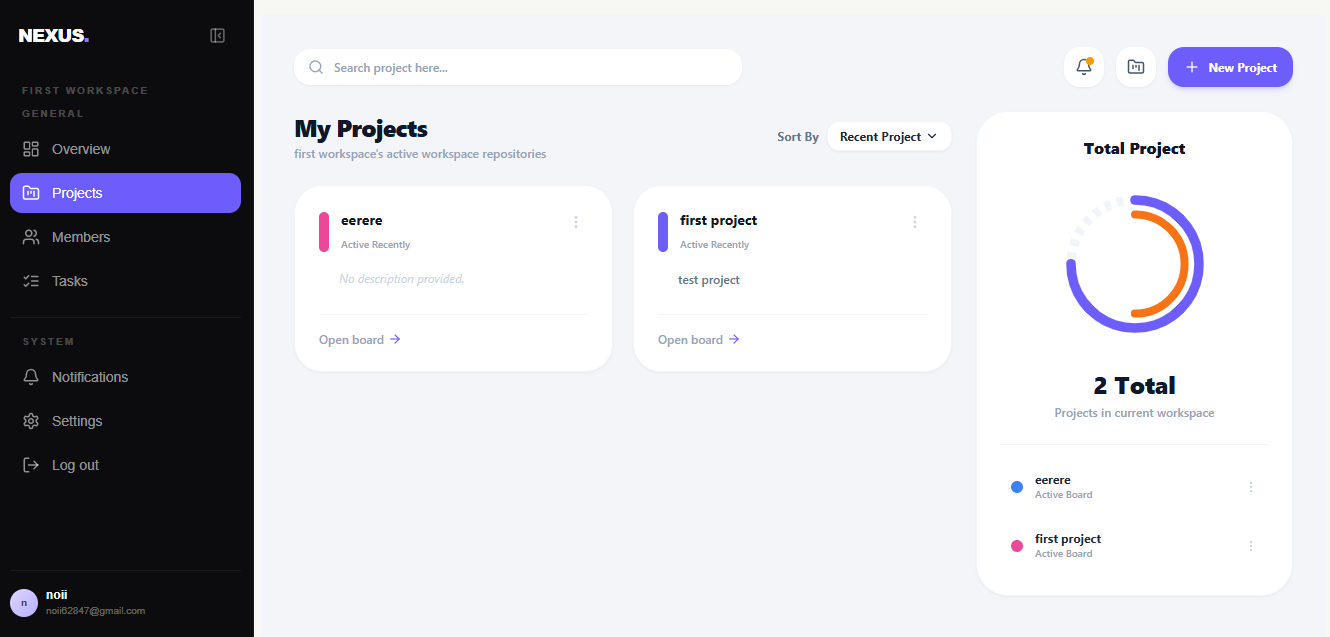 NEXUS.
FIRST WORKSPACE
GENERAL
Overview
Projects
Members
Tasks
SYSTEM
Notifications
Settings
Log out
n
noii
noii62847@gmail.com
Search project here...
New Project
My Projects
first workspace's active workspace repositories
Sort By
Recent Project
eerere
Active Recently
No description provided.
Open board
first project
Active Recently
test project
Open board
Total Project
2 Total
Projects in current workspace
eerere
Active Board
first project
Active Board